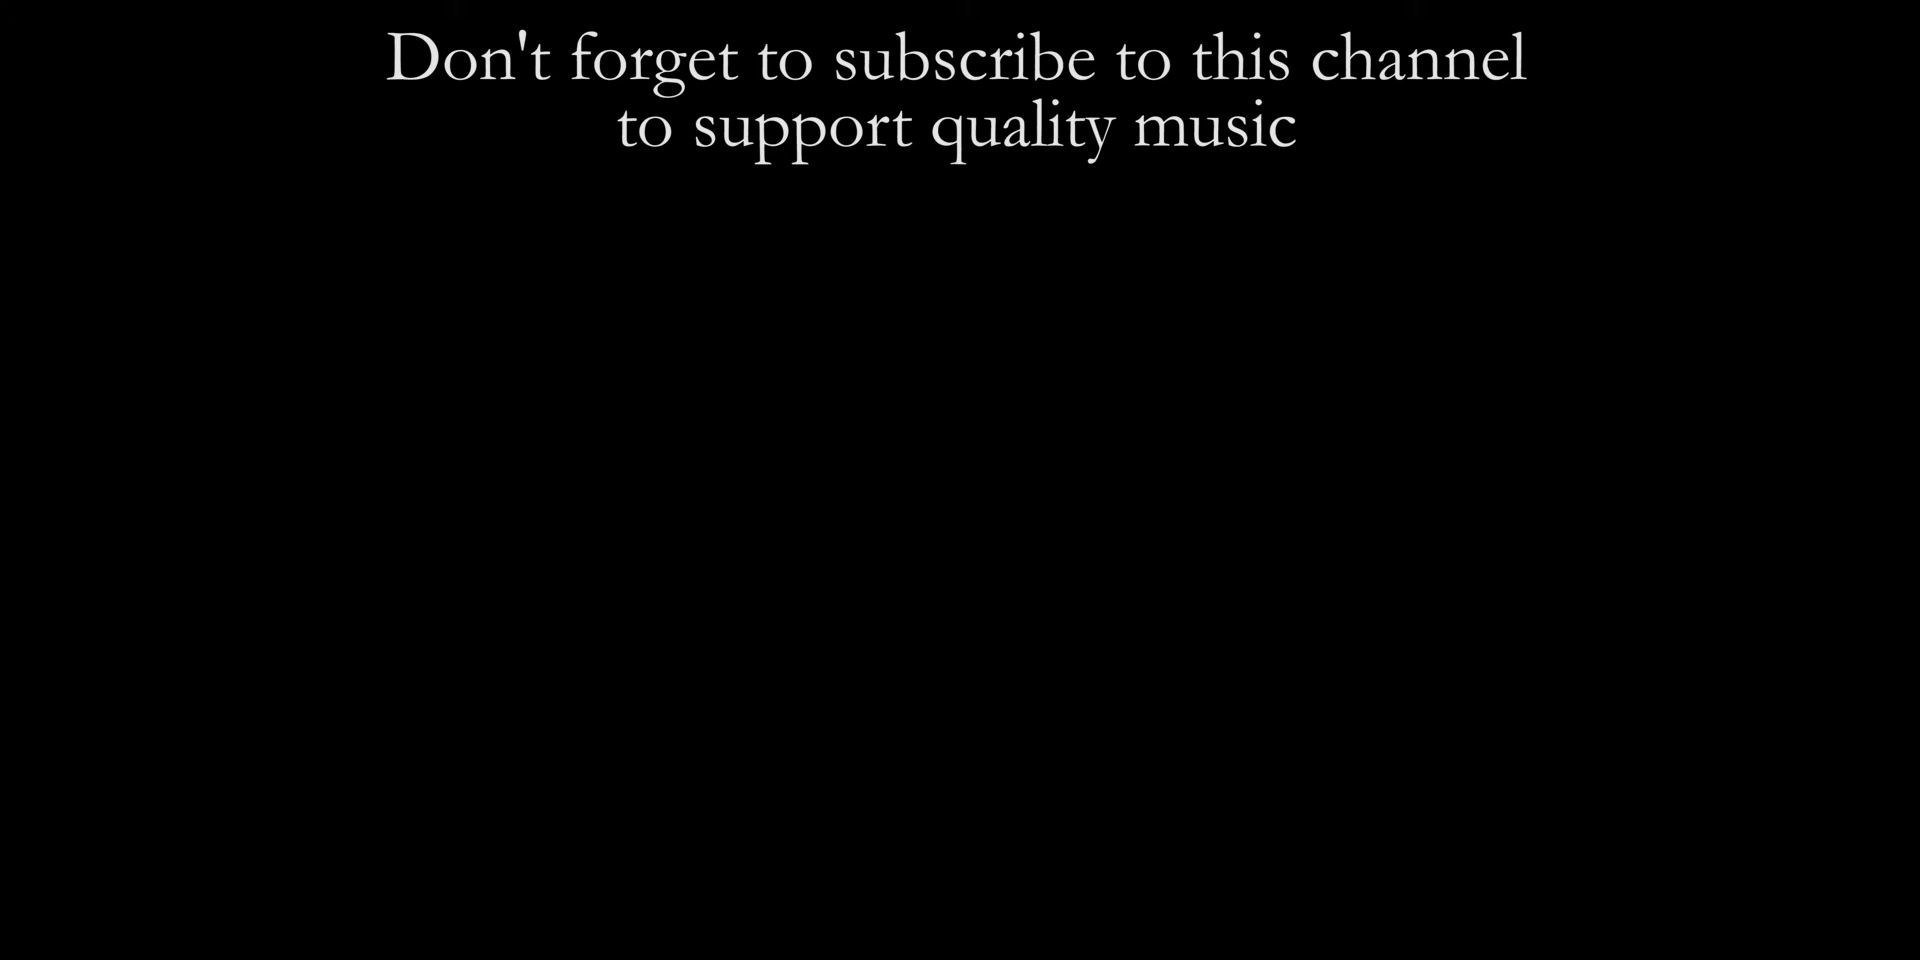 Don't forget to subscribe to this channel
to support quality music